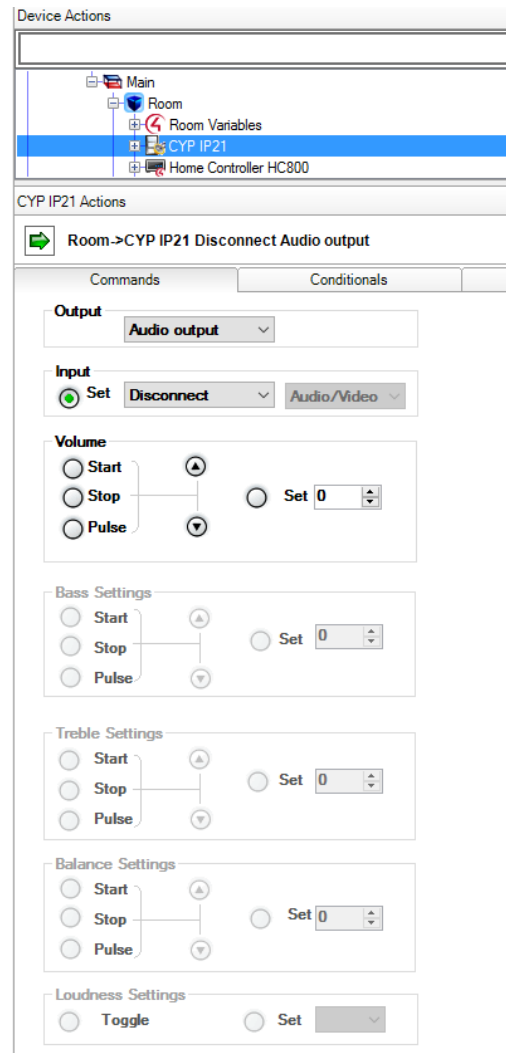 Device Actions
Main
Room
Room Variables
CYP IP21
Home Controller HC800
CYP IP21 Actions
Room->CYP IP21 Disconnect Audio output
Commands Conditionals
Output
Audio output
Input
Set Disconnect Audio/Video
Volume
Start
Stop Set 0
Pulse
Bass Settings
Start
Stop Set 0
Pulse
Treble Settings
Start
Stop Set 0
Pulse
Balance Settings
Start
Stop Set 0
Pulse
Loudness Settings
Toggle Set